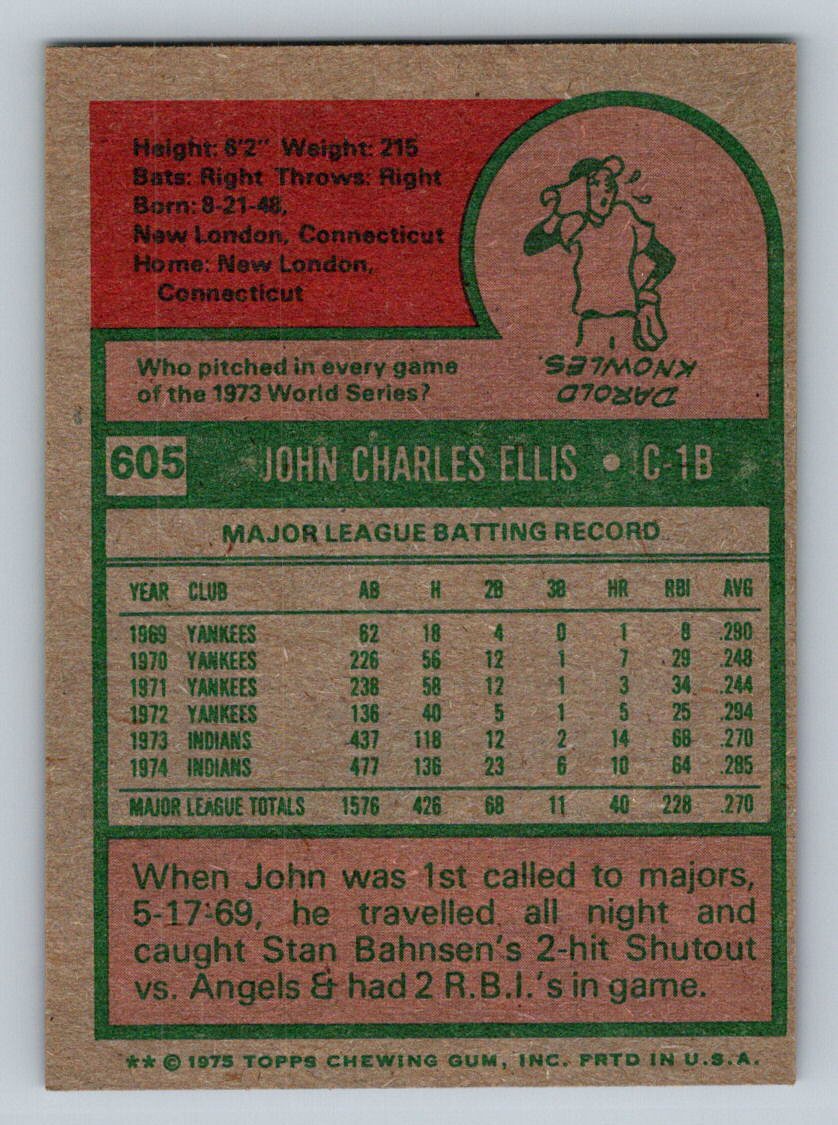 Height: 6'2" Weight: 215
Bats: Right Throws: Right
Born: 8-21-48,
New London, Connecticut
Home: New London,
Connecticut
Who pitched in every game
of the 1973 World Series?
DAROLD
KNOWLES.
605 JOHN CHARLES ELLIS • C-1B
MAJOR LEAGUE BATTING RECORD
YEAR CLUB AB H 2B 3B HR RBI AVG
1969 YANKEES 62 18 4 0 1 8 .290
1970 YANKEES 226 56 12 1 7 29 .248
1971 YANKEES 238 58 12 1 3 34 .244
1972 YANKEES 136 40 5 1 5 25 .294
1973 INDIANS 437 118 12 2 14 68 .270
1974 INDIANS 477 136 23 6 10 64 .285
MAJOR LEAGUE TOTALS 1576 426 68 11 40 228 .270
When John was 1st called to majors,
5-17-69, he travelled all night and
caught Stan Bahnsen's 2-hit Shutout
vs. Angels & had 2 R.B.I.'s in game.
** © 1975 TOPPS CHEWING GUM, INC. PRTD IN U.S.A.